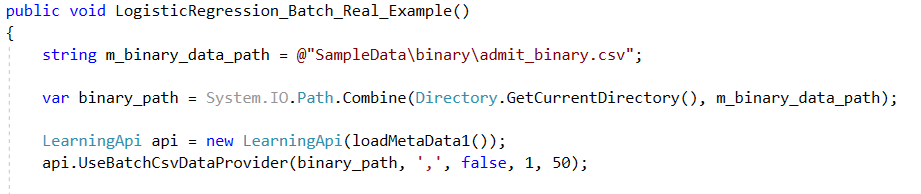 public void LogisticRegression_Batch_Real_Example()
{
string m_binary_data_path = @"SampleData\binary\admit_binary.csv";
var binary_path = System.IO.Path.Combine(Directory.GetCurrentDirectory(), m_binary_data_path);
LearningApi api = new LearningApi(loadMetaData1());
api.UseBatchCsvDataProvider(binary_path, ',', false, 1, 50);